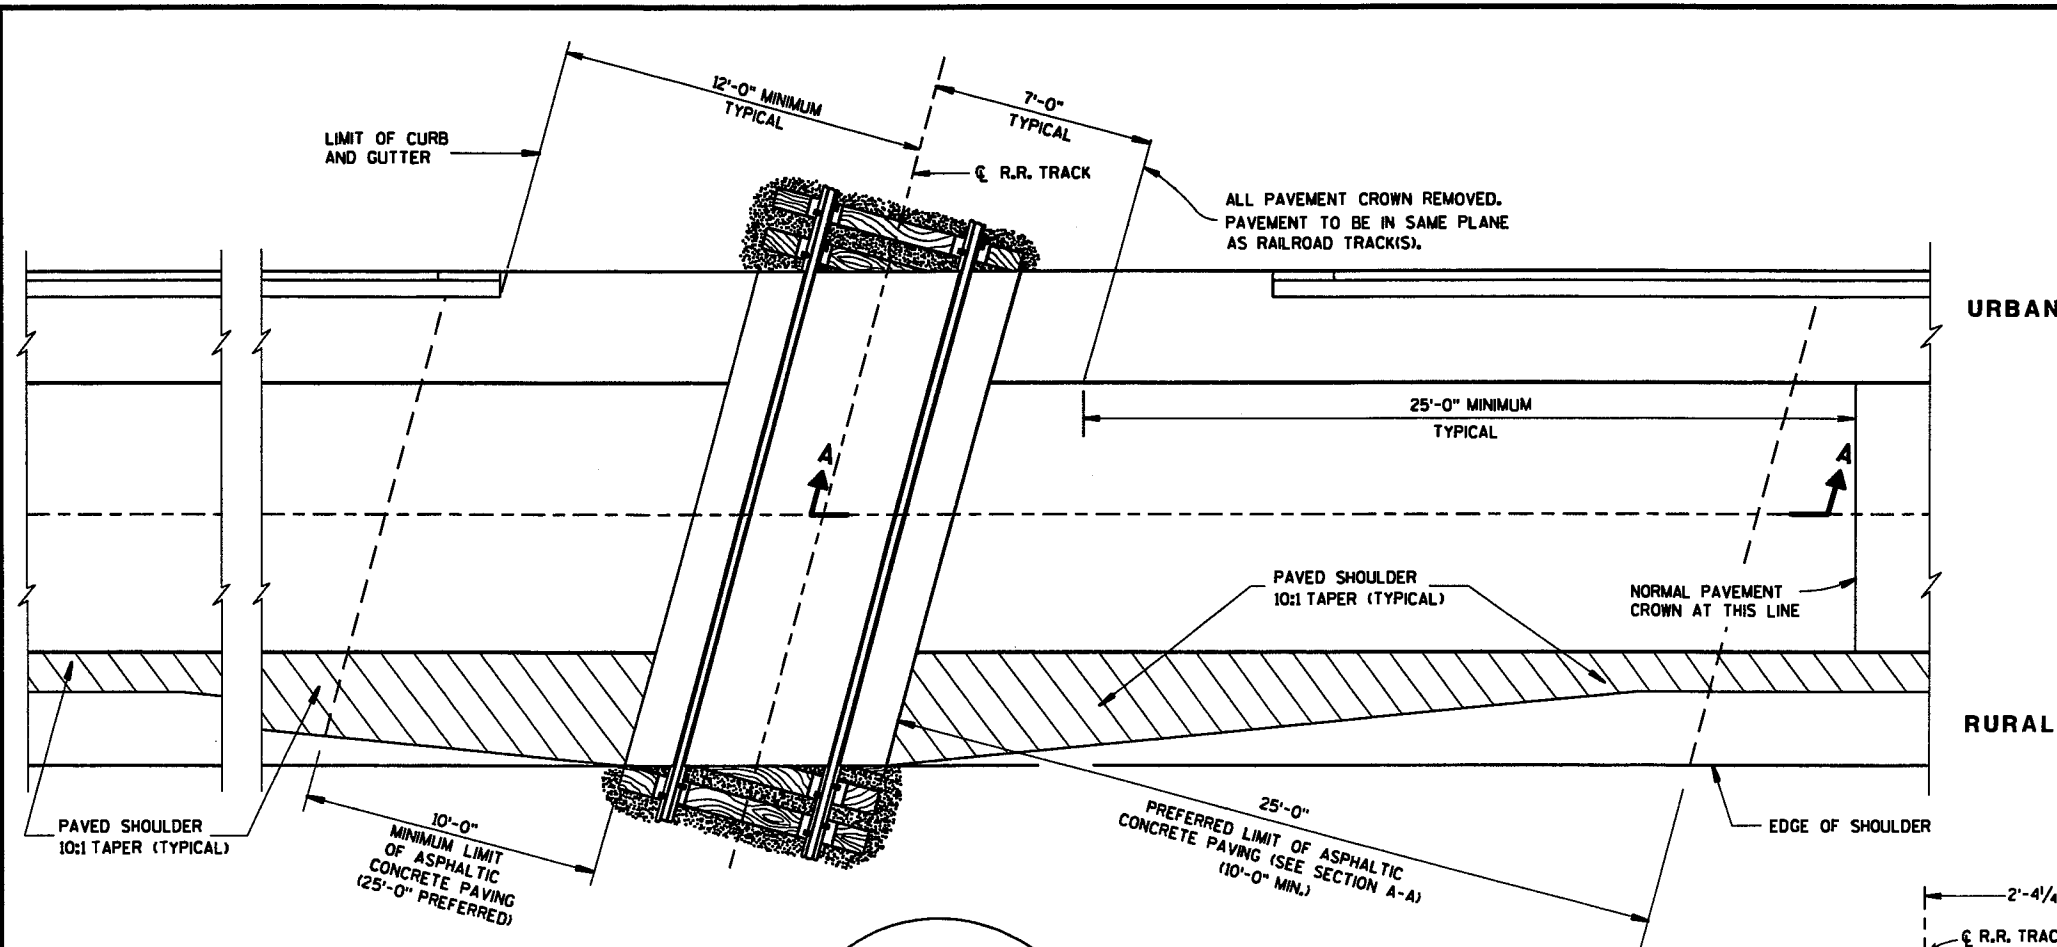 12'-0" MINIMUM
TYPICAL
7'-0"
TYPICAL
LIMIT OF CURB
AND GUTTER
℄ R.R. TRACK
ALL PAVEMENT CROWN REMOVED.
PAVEMENT TO BE IN SAME PLANE
AS RAILROAD TRACK(S).
URBAN
25'-0" MINIMUM
TYPICAL
A
A
PAVED SHOULDER
10:1 TAPER (TYPICAL)
NORMAL PAVEMENT
CROWN AT THIS LINE
RURAL
PAVED SHOULDER
10:1 TAPER (TYPICAL)
10'-0"
MINIMUM LIMIT
OF ASPHALTIC
CONCRETE PAVING
(25'-0" PREFERRED)
25'-0"
PREFERRED LIMIT OF ASPHALTIC
CONCRETE PAVING (SEE SECTION A-A)
(10'-0" MIN.)
EDGE OF SHOULDER
2'-4 1/4
℄ R.R. TRAC